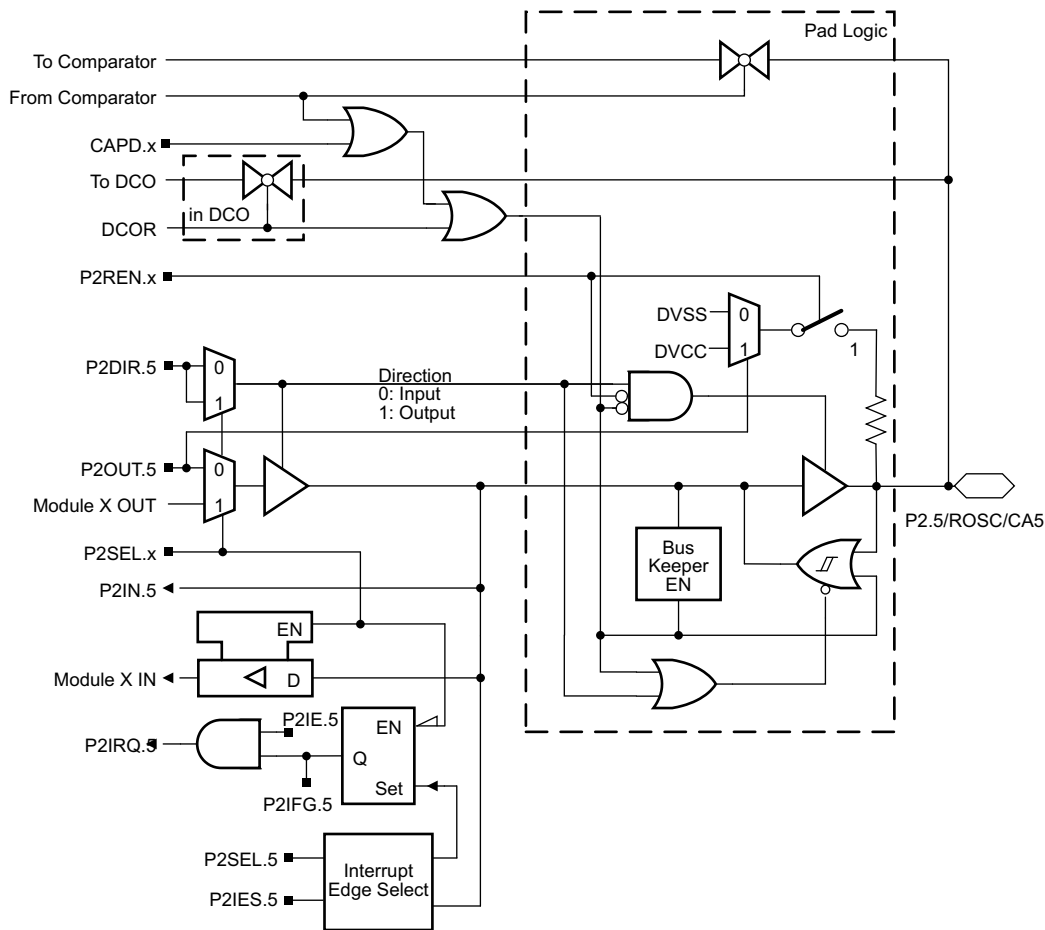 Pad Logic
To Comparator
From Comparator
CAPD.x
To DCO
in DCO
DCOR
P2REN.x
DVSS
0
DVCC
1
1
P2DIR.5
0
1
Direction
0: Input
1: Output
P2OUT.5
0
Module X OUT
1
P2SEL.x
P2.5/ROSC/CA5
Bus
Keeper
EN
P2IN.5
EN
Module X IN
D
P2IE.5
EN
P2IRQ.5
Q
P2IFG.5
Set
P2SEL.5
Interrupt
Edge Select
P2IES.5